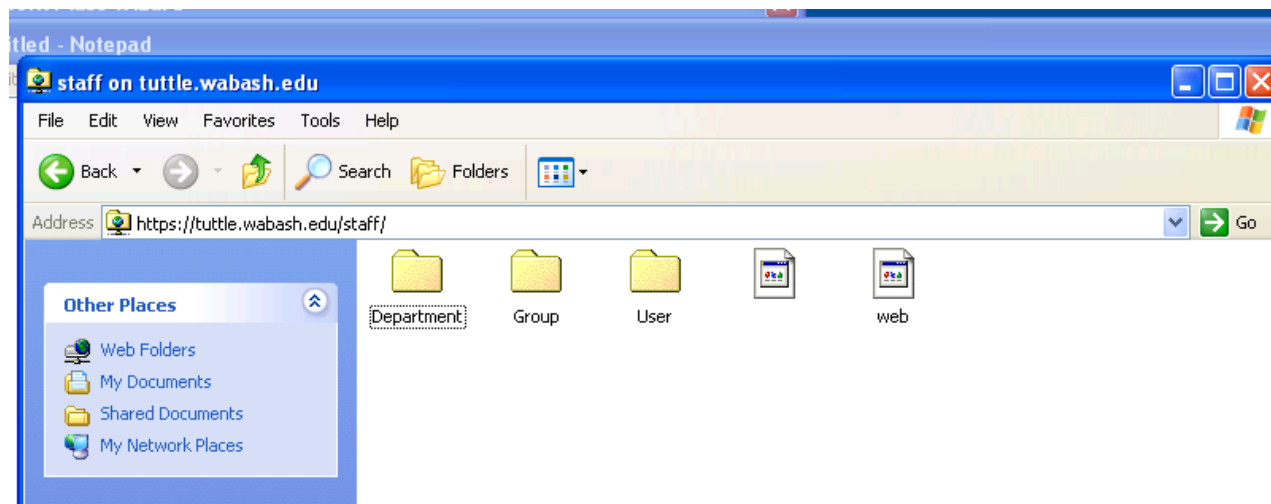 itled - Notepad
staff on tuttle.wabash.edu
File Edit View Favorites Tools Help
Back Search Folders
Address https://tuttle.wabash.edu/staff/ Go
Other Places
Web Folders
My Documents
Shared Documents
My Network Places
Department Group User web